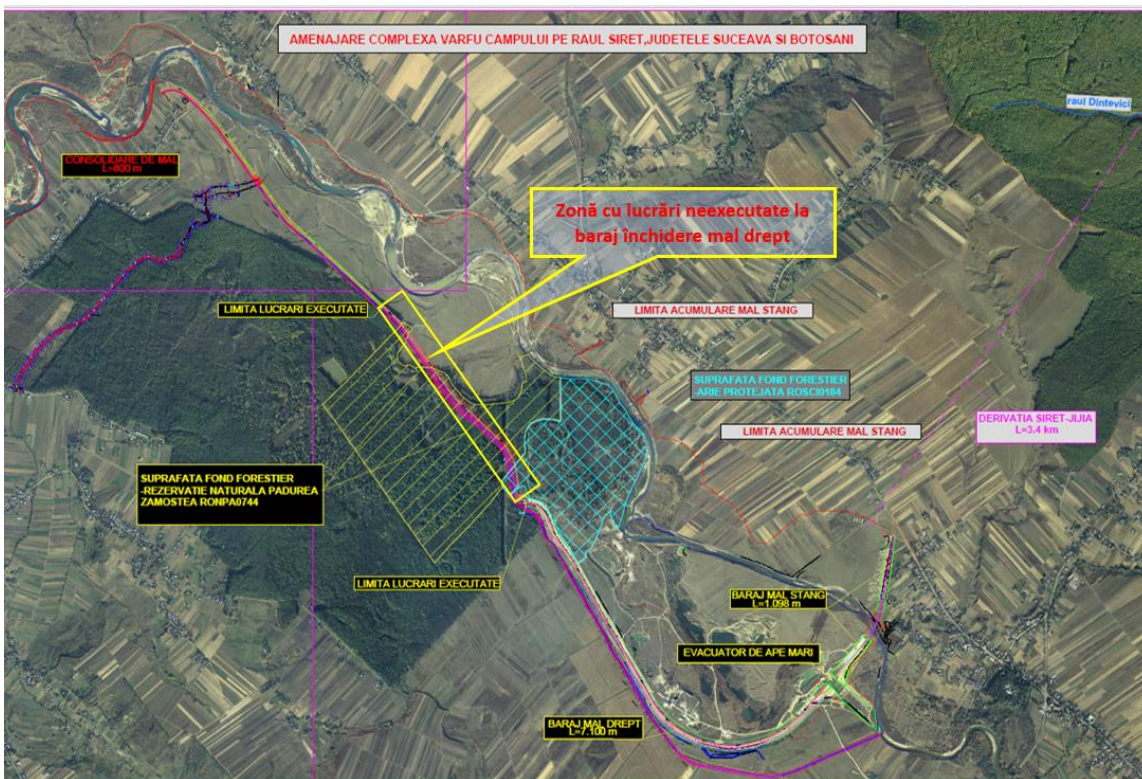 AMENAJARE COMPLEXA VARFU CAMPULUI PE RAUL SIRET,JUDETELE SUCEAVA SI BOTOSANI
raul Dintevici
CONSOLIDARE DE MAL
L=800 m
Zonă cu lucrări neexecutate la
baraj închidere mal drept
LIMITA LUCRARI EXECUTATE
LIMITA ACUMULARE MAL STANG
SUPRAFATA FOND FORESTIER
ARIE PROTEJATA ROSCI0184
DERIVATIA SIRET-JIJIA
L=3.4 km
LIMITA ACUMULARE MAL STANG
SUPRAFATA FOND FORESTIER
-REZERVATIE NATURALA PADUREA
ZAMOSTEA RONPA0744
LIMITA LUCRARI EXECUTATE
BARAJ MAL STANG
L=1.098 m
EVACUATOR DE APE MARI
BARAJ MAL DREPT
L=7.100 m